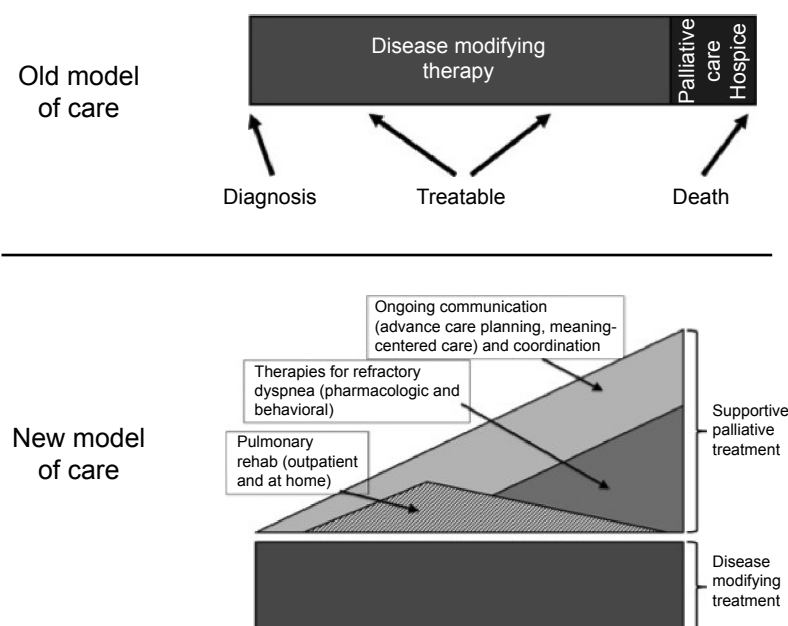 Old model
of care
Disease modifying
therapy
Palliative
care
Hospice
Diagnosis
Treatable
Death
New model
of care
Ongoing communication
(advance care planning, meaning-
centered care) and coordination
Therapies for refractory
dyspnea (pharmacologic and
behavioral)
Pulmonary
rehab (outpatient
and at home)
Supportive
palliative
treatment
Disease
modifying
treatment